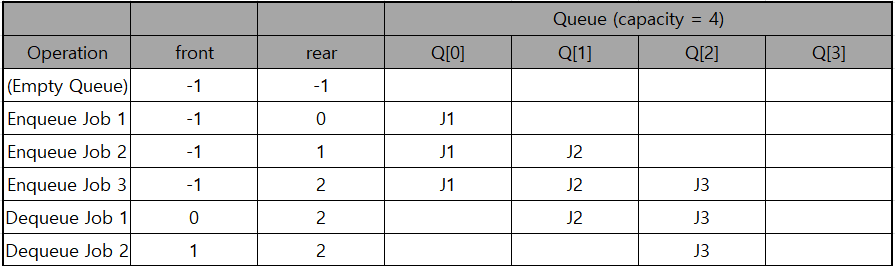 Queue (capacity = 4)
Operation front rear Q[0] Q[1] Q[2] Q[3]
(Empty Queue) -1 -1
Enqueue Job 1 -1 0 J1
Enqueue Job 2 -1 1 J1 J2
Enqueue Job 3 -1 2 J1 J2 J3
Dequeue Job 1 0 2 J2 J3
Dequeue Job 2 1 2 J3